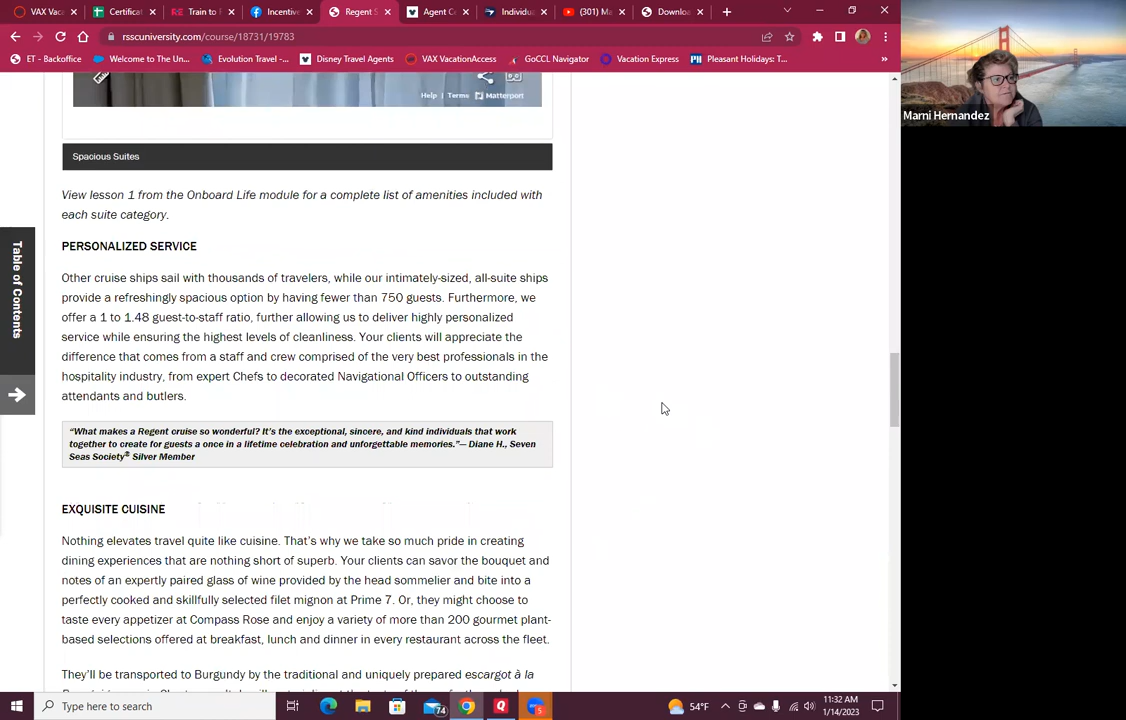 VAX Vaca
Certificat
Train to R
Incentive
Regent S
Agent Ce
Individua
(301) Ma
Downloa
rsscuniversity.com/course/18731/19783
ET - Backoffice
Welcome to The Un...
Evolution Travel -...
Disney Travel Agents
VAX VacationAccess
GoCCL Navigator
Vacation Express
Pleasant Holidays: T...
Marni Hernandez
Help | Terms | Matterport
Spacious Suites
View lesson 1 from the Onboard Life module for a complete list of amenities included with
each suite category.
PERSONALIZED SERVICE
Other cruise ships sail with thousands of travelers, while our intimately-sized, all-suite ships
provide a refreshingly spacious option by having fewer than 750 guests. Furthermore, we
offer a 1 to 1.48 guest-to-staff ratio, further allowing us to deliver highly personalized
service while ensuring the highest levels of cleanliness. Your clients will appreciate the
difference that comes from a staff and crew comprised of the very best professionals in the
hospitality industry, from expert Chefs to decorated Navigational Officers to outstanding
attendants and butlers.
“What makes a Regent cruise so wonderful? It’s the exceptional, sincere, and kind individuals that work
together to create for guests a once in a lifetime celebration and unforgettable memories.”— Diane H., Seven
Seas Society® Silver Member
EXQUISITE CUISINE
Nothing elevates travel quite like cuisine. That’s why we take so much pride in creating
dining experiences that are nothing short of superb. Your clients can savor the bouquet and
notes of an expertly paired glass of wine provided by the head sommelier and bite into a
perfectly cooked and skillfully selected filet mignon at Prime 7. Or, they might choose to
taste every appetizer at Compass Rose and enjoy a variety of more than 200 gourmet plant-
based selections offered at breakfast, lunch and dinner in every restaurant across the fleet.
They’ll be transported to Burgundy by the traditional and uniquely prepared escargot à la
Table of Contents
Type here to search
74
5
54°F
11:32 AM
1/14/2023